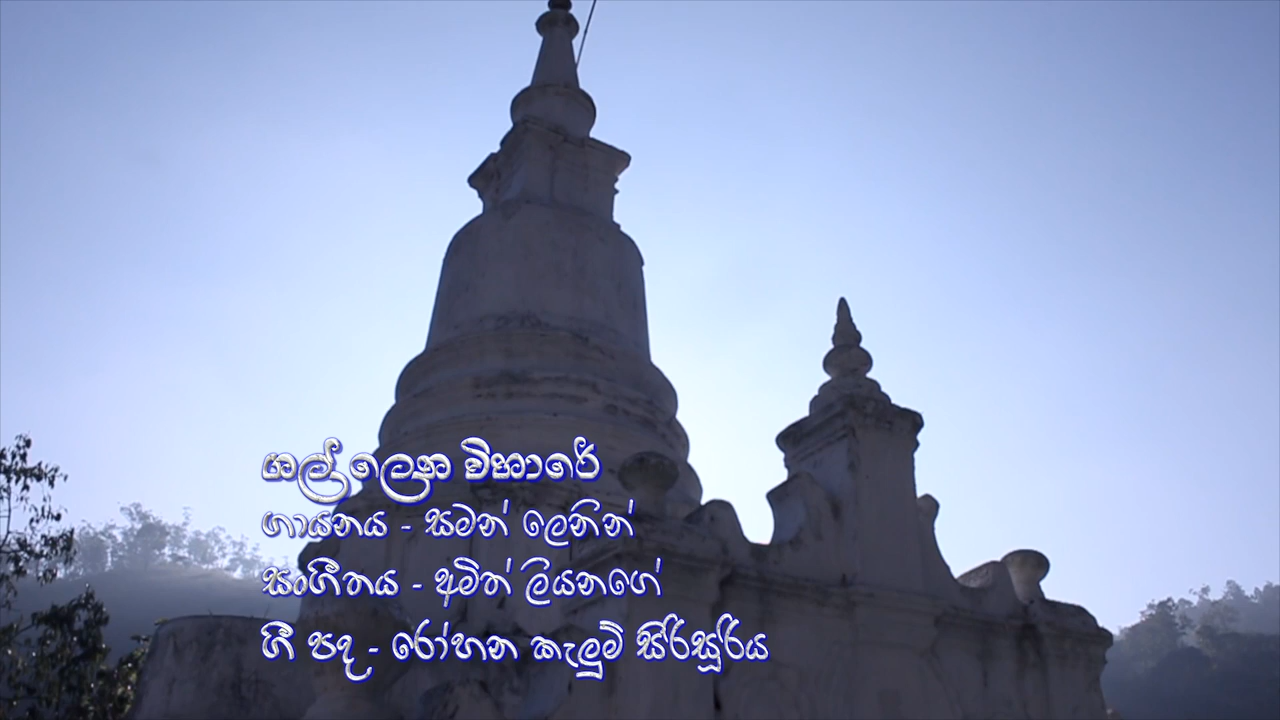 ගල් ලෙන විහාරේ
ගායනය - සමන් ලෙනින්
සංගීතය - අමිත් ලියනගේ
ගී පද - රෝහන කැලුම් සිරිසූරිය